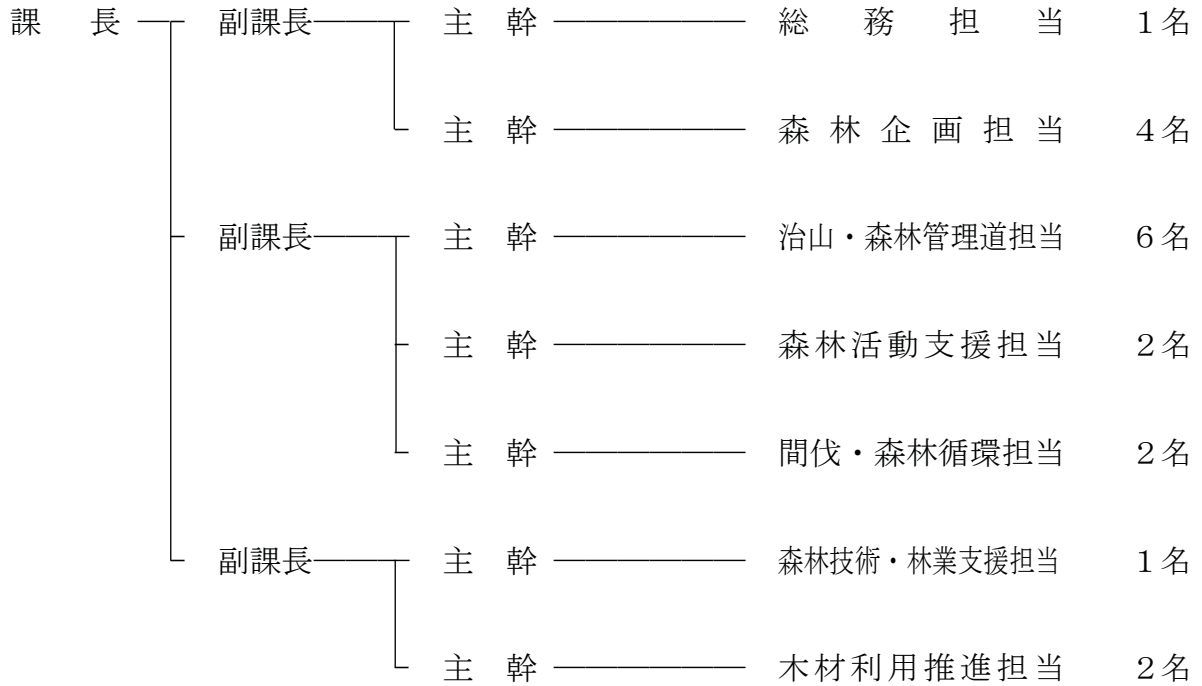 課長 副課長 主幹 総務担当 1名
主幹 森林企画担当 4名
副課長 主幹 治山・森林管理道担当 6名
主幹 森林活動支援担当 2名
主幹 間伐・森林循環担当 2名
副課長 主幹 森林技術・林業支援担当 1名
主幹 木材利用推進担当 2名